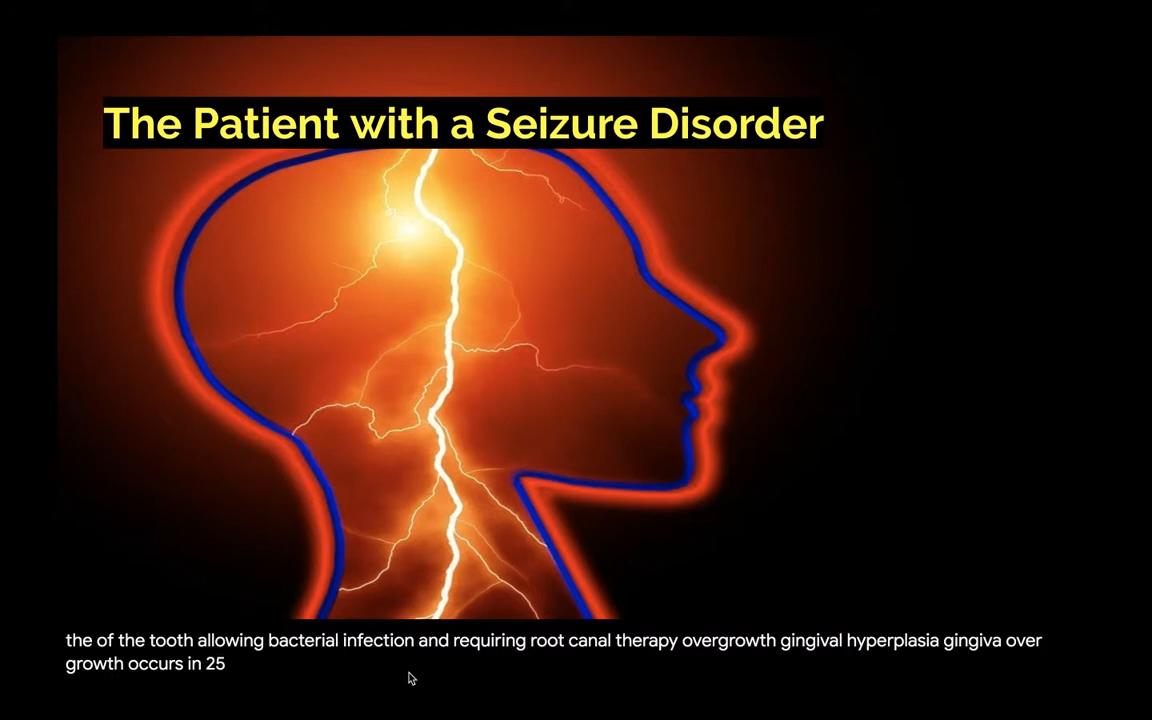 The Patient with a Seizure Disorder
the of the tooth allowing bacterial infection and requiring root canal therapy overgrowth gingival hyperplasia gingiva over
growth occurs in 25